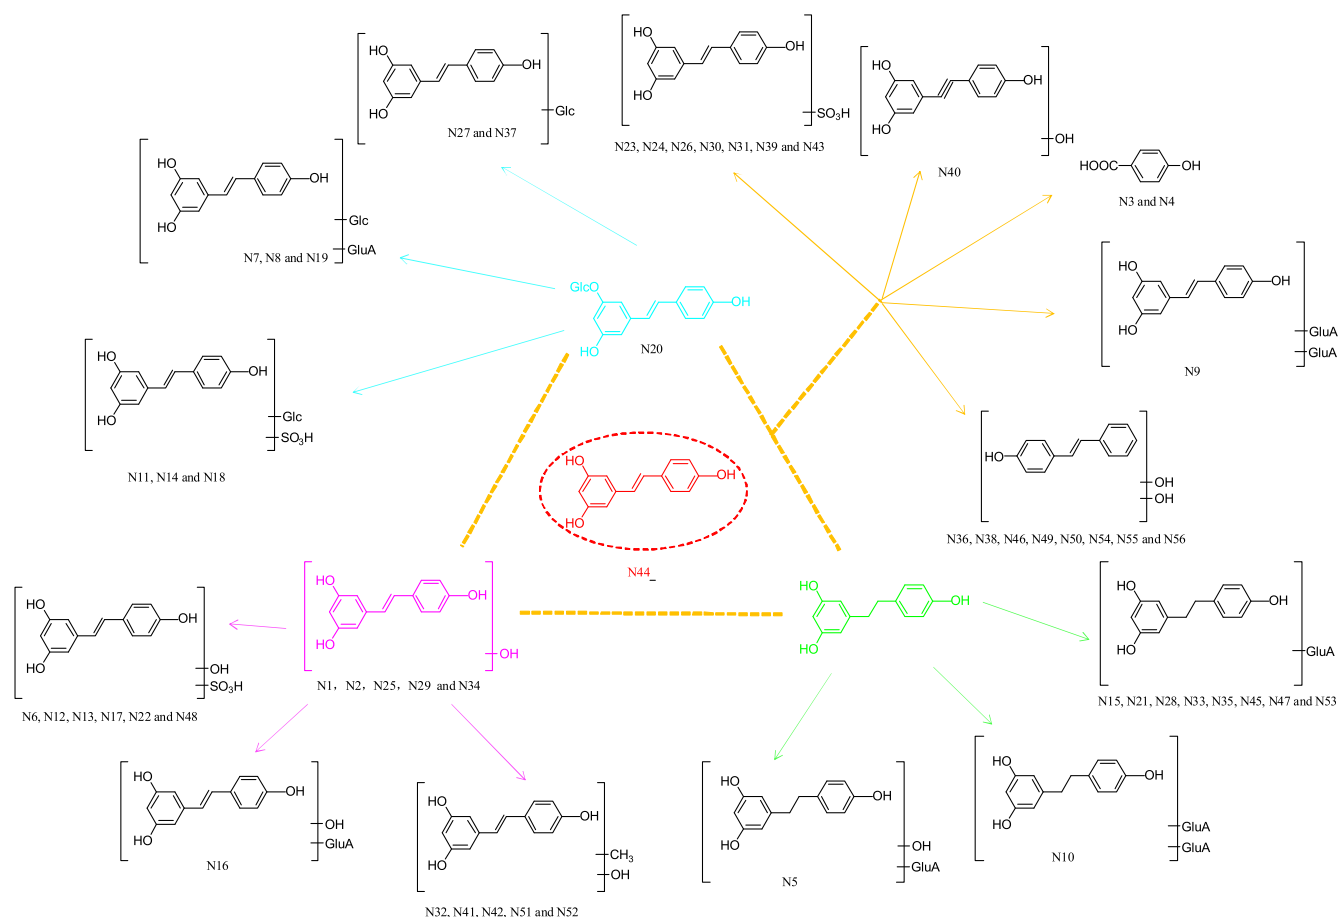 HO
OH
HO
Glc
N27 and N37
HO
OH
HO
SO3H
N23, N24, N26, N30, N31, N39 and N43
HO
OH
HO
OH
N40
HOOC
OH
N3 and N4
HO
OH
HO
Glc
GluA
N7, N8 and N19
HO
OH
HO
GluA
GluA
N9
GlcO
OH
HO
N20
HO
OH
HO
Glc
SO3H
N11, N14 and N18
HO
OH
HO
N44_
HO
OH
OH
N36, N38, N46, N49, N50, N54, N55 and N56
HO
OH
HO
OH
SO3H
N6, N12, N13, N17, N22 and N48
HO
OH
HO
OH
N1, N2, N25, N29 and N34
HO
OH
HO
HO
OH
HO
GluA
N15, N21, N28, N33, N35, N45, N47 and N53
HO
OH
HO
OH
GluA
N16
HO
OH
HO
CH3
OH
N32, N41, N42, N51 and N52
HO
OH
HO
OH
GluA
N5
HO
OH
HO
GluA
GluA
N10